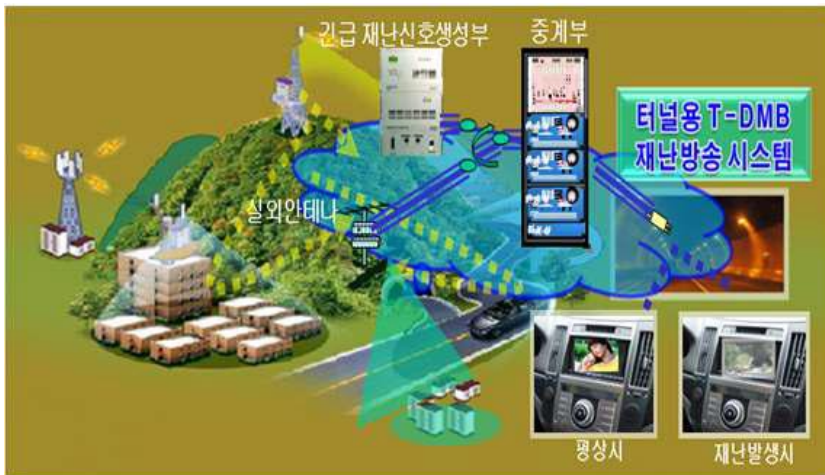 긴급 재난신호생성부
중계부
터널용 T-DMB
재난방송 시스템
실외안테나
평상시
재난발생시